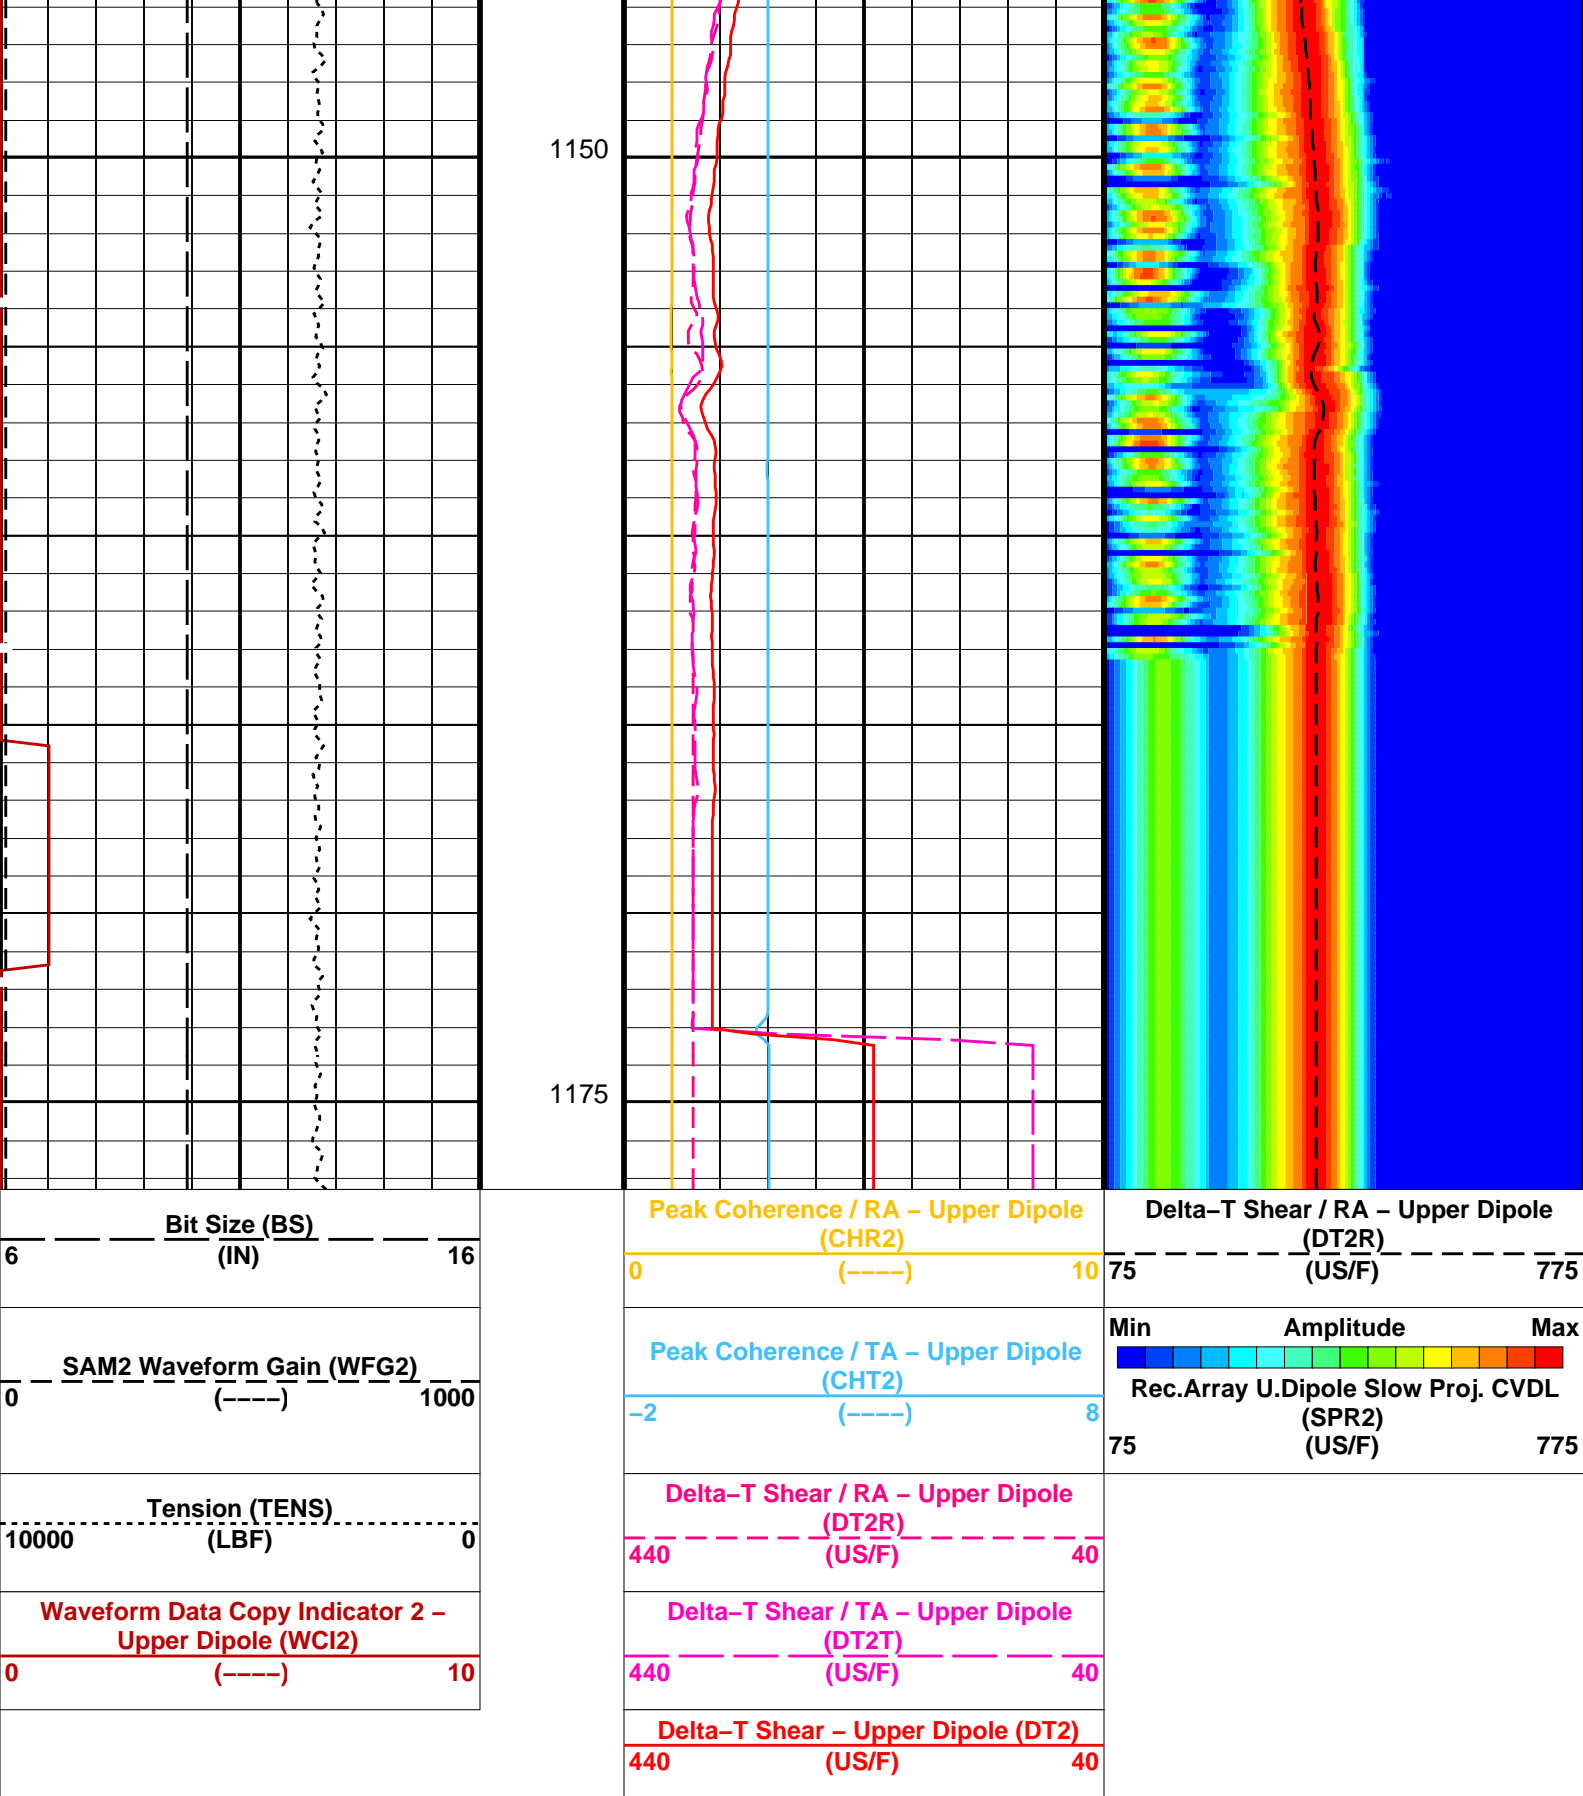 1150
1175
Bit Size (BS)
6 (IN) 16
SAM2 Waveform Gain (WFG2)
0 (––––) 1000
Tension (TENS)
10000 (LBF) 0
Waveform Data Copy Indicator 2 –
Upper Dipole (WCI2)
0 (––––) 10
Peak Coherence / RA – Upper Dipole
(CHR2)
0 (––––) 10
Peak Coherence / TA – Upper Dipole
(CHT2)
–2 (––––) 8
Delta–T Shear / RA – Upper Dipole
(DT2R)
440 (US/F) 40
Delta–T Shear / TA – Upper Dipole
(DT2T)
440 (US/F) 40
Delta–T Shear – Upper Dipole (DT2)
440 (US/F) 40
Delta–T Shear / RA – Upper Dipole
(DT2R)
75 (US/F) 775
Min Amplitude Max
Rec.Array U.Dipole Slow Proj. CVDL
(SPR2)
75 (US/F) 775